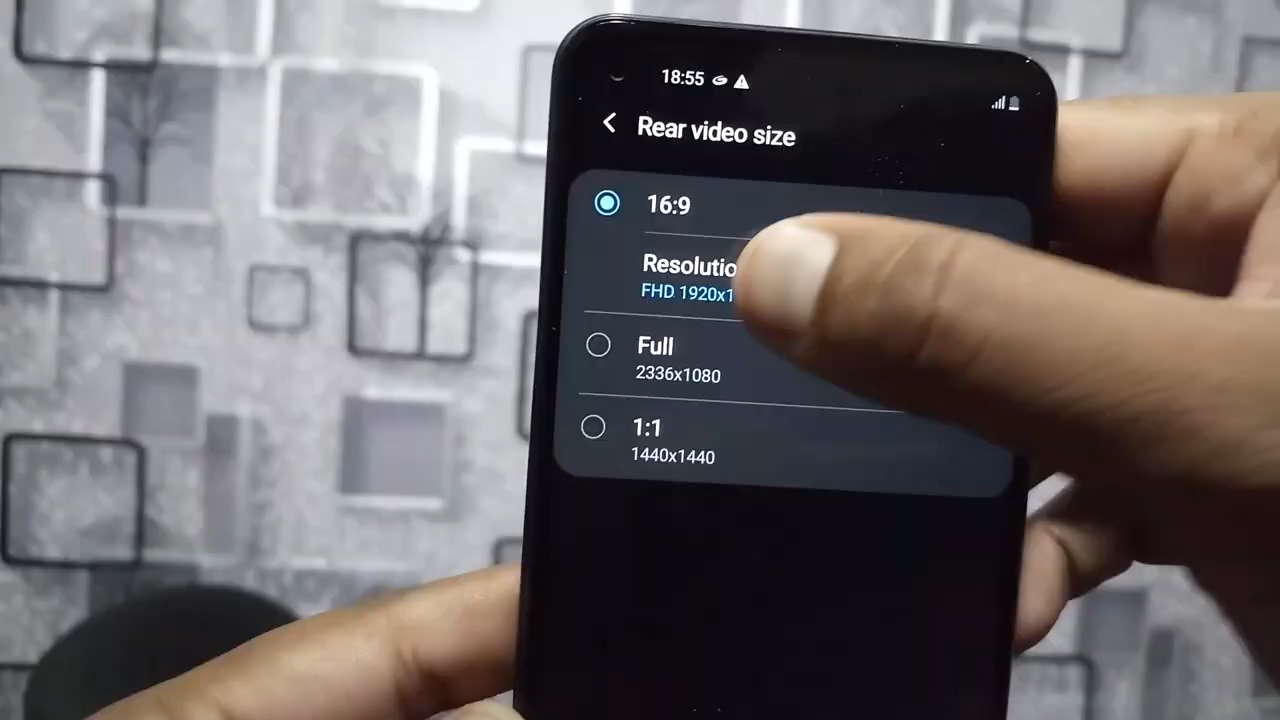 18:55
Rear video size
16:9
Resolutio
FHD 1920x1
Full
2336x1080
1:1
1440x1440